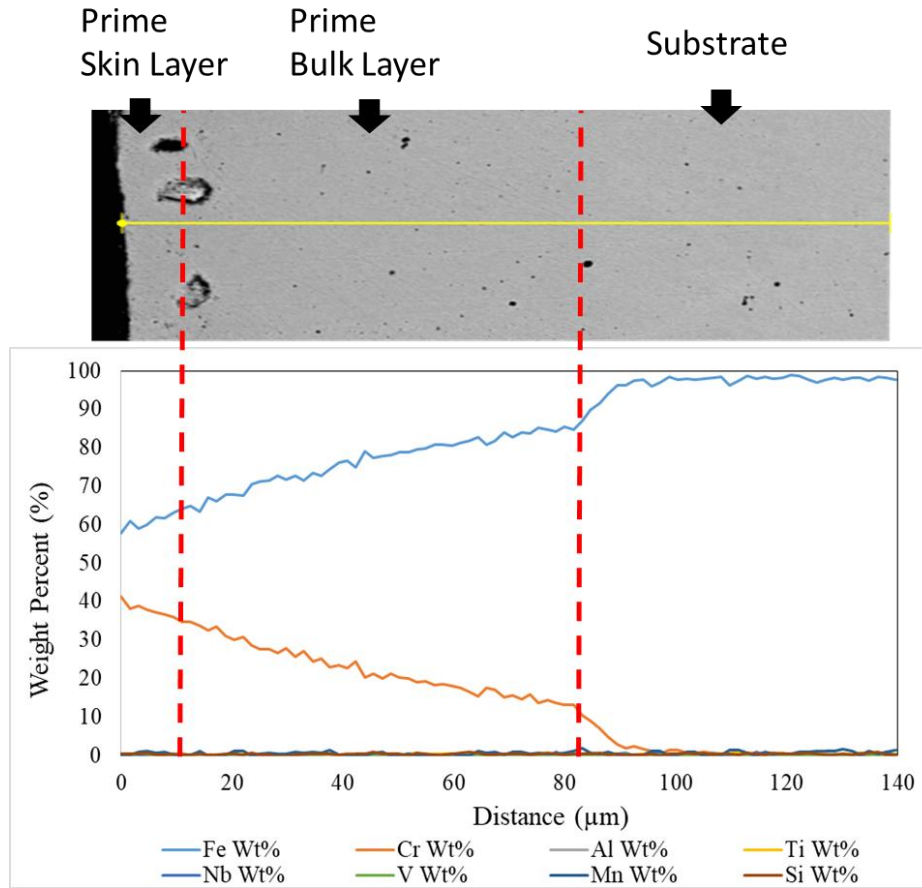 Prime
Skin Layer
Prime
Bulk Layer
Substrate
100
90
80
70
60
50
40
30
20
10
0
Weight Percent (%)
0 20 40 60 80 100 120 140
Distance (µm)
Fe Wt% Cr Wt% Al Wt% Ti Wt%
Nb Wt% V Wt% Mn Wt% Si Wt%